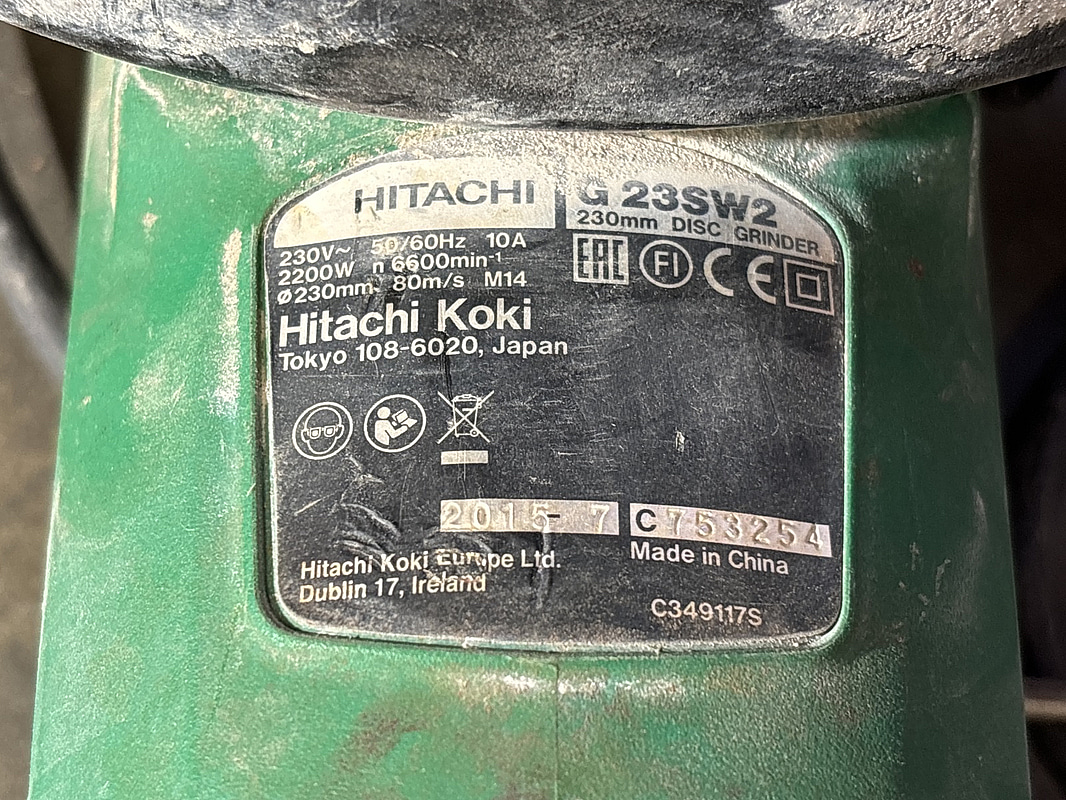 HITACHI
G 23SW2
230mm DISC GRINDER
230V~ 50/60Hz 10A
2200W n 6600min-¹
ø230mm 80m/s M14
EAC
FI
CE
Hitachi Koki
Tokyo 108-6020, Japan
2015- 7
C753254
Made in China
Hitachi Koki Europe Ltd.
Dublin 17, Ireland
C349117S